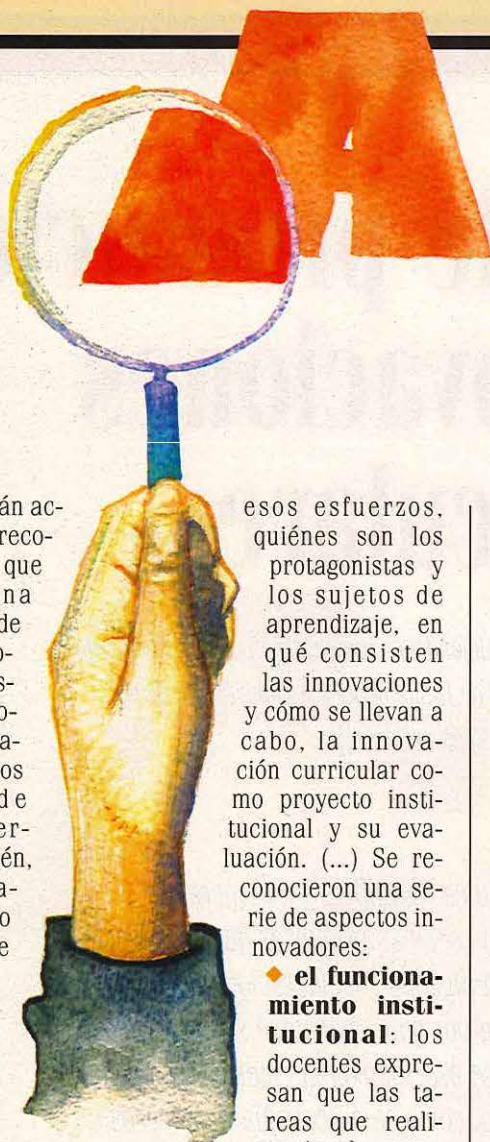 A
án ac-
reco-
que
na
de
o-
s-
o-
a-
os
de
er-
én,
a-
o
e
esos esfuerzos,
quiénes son los
protagonistas y
los sujetos de
aprendizaje, en
qué consisten
las innovaciones
y cómo se llevan a
cabo, la innova-
ción curricular co-
mo proyecto insti-
tucional y su eva-
luación. (...) Se re-
conocieron una se-
rie de aspectos in-
novadores:
◆ el funciona-
miento insti-
tucional: los
docentes expre-
san que las ta-
reas que reali-